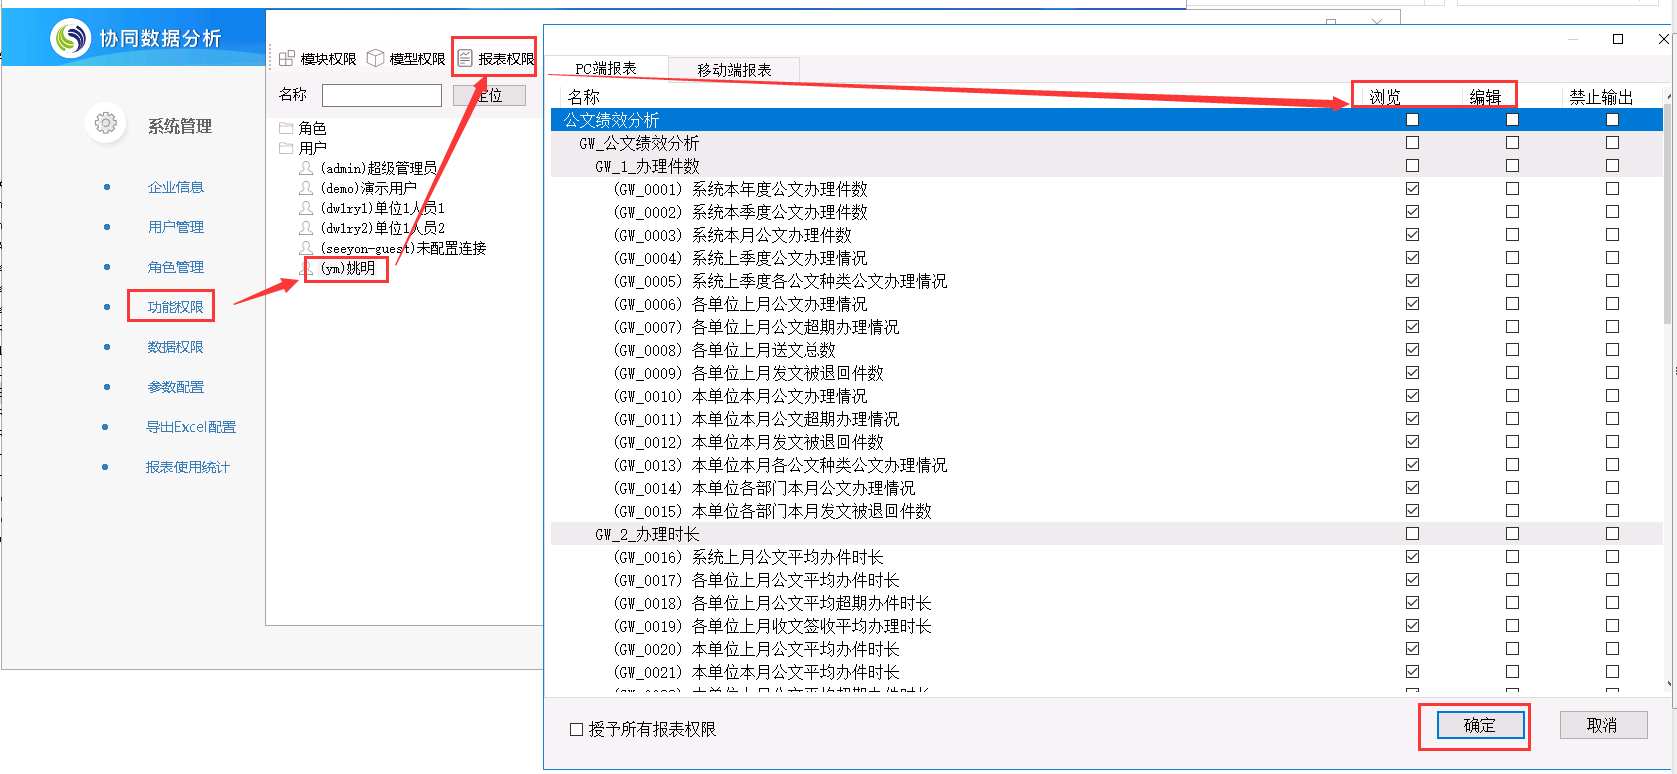 协同数据分析
系统管理
企业信息
用户管理
角色管理
功能权限
数据权限
参数配置
导出Excel配置
报表使用统计
模块权限 模型权限 报表权限
名称
角色
用户
(admin)超级管理员
(demo)演示用户
(dw1ry1)单位1人员1
(dw1ry2)单位1人员2
(seeyon-guest)未配置连接
(ym)姚明
PC端报表 移动端报表
名称 浏览 编辑 禁止输出
公文绩效分析
GW_公文绩效分析
GW_1_办理件数
(GW_0001) 系统本年度公文办理件数
(GW_0002) 系统本季度公文办理件数
(GW_0003) 系统本月公文办理件数
(GW_0004) 系统上季度公文办理情况
(GW_0005) 系统上季度各公文种类公文办理情况
(GW_0006) 各单位上月公文办理情况
(GW_0007) 各单位上月公文超期办理情况
(GW_0008) 各单位上月送文总数
(GW_0009) 各单位上月发文被退回件数
(GW_0010) 本单位本月公文办理情况
(GW_0011) 本单位本月公文超期办理情况
(GW_0012) 本单位本月发文被退回件数
(GW_0013) 本单位本月各公文种类公文办理情况
(GW_0014) 本单位各部门本月公文办理情况
(GW_0015) 本单位各部门本月发文被退回件数
GW_2_办理时长
(GW_0016) 系统上月公文平均办件时长
(GW_0017) 各单位上月公文平均办件时长
(GW_0018) 各单位上月公文平均超期办件时长
(GW_0019) 各单位上月收文签收平均办理时长
(GW_0020) 本单位上月公文平均办件时长
(GW_0021) 本单位本月公文平均办件时长
授予所有报表权限
确定 取消